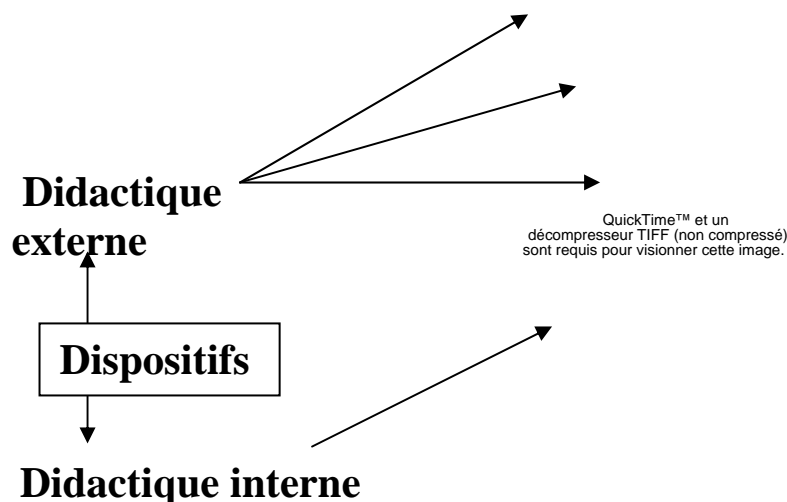 Didactique
externe
QuickTime™ et un
décompresseur TIFF (non compressé)
sont requis pour visionner cette image.
Dispositifs
Didactique interne